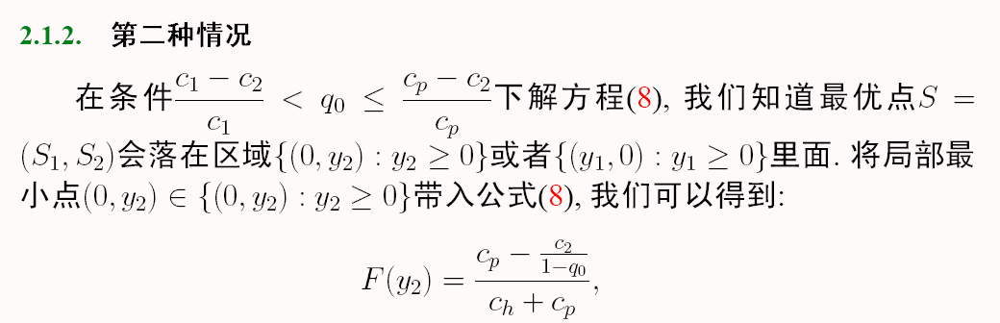 2.1.2. 第二种情况
在条件$\frac{c_1 - c_2}{c_1} < q_0 \leq \frac{c_p - c_2}{c_p}$下解方程(8), 我们知道最优点$S =$
$(S_1, S_2)$会落在区域$\{(0, y_2) : y_2 \geq 0\}$或者$\{(y_1, 0) : y_1 \geq 0\}$里面. 将局部最
小点$(0, y_2) \in \{(0, y_2) : y_2 \geq 0\}$带入公式(8), 我们可以得到:
$F(y_2) = \frac{c_p - \frac{c_2}{1-q_0}}{c_h + c_p},$